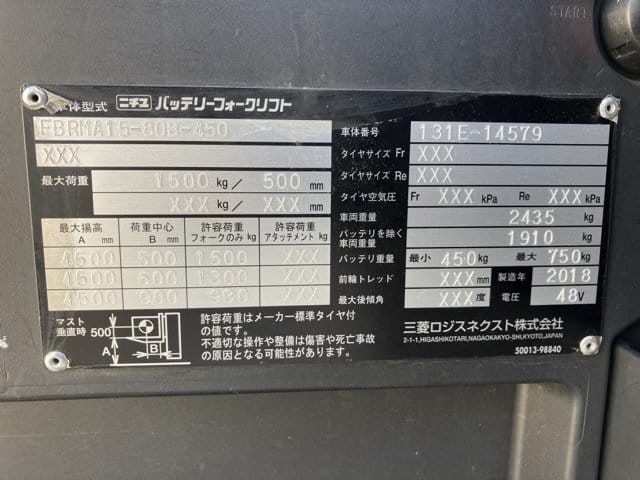 START
車体型式 ニチユ バッテリーフォークリフト
FBRMA15-80B-450
XXX
最大荷重 1500 kg／ 500 mm
XXX kg／ XXX mm
最大揚高 A mm 荷重中心 B mm 許容荷重 フォークのみ kg 許容荷重 アタッチメント kg
4500 500 1500 XXX
4500 600 1300 XXX
4500 900 930 XXX
マスト垂直時 500 A B
許容荷重はメーカー標準タイヤ付
の値です。
不適切な操作や整備は傷害や死亡事故
の原因となる可能性があります。
車体番号 131E-14579
タイヤサイズ Fr XXX
タイヤサイズ Re XXX
タイヤ空気圧 Fr XXX kPa Re XXX kPa
車両重量 2435 kg
バッテリを除く車両重量 1910 kg
バッテリ重量 最小 450 kg 最大 750 kg
前輪トレッド XXX mm 製造年 2018
最大後傾角 XXX 度 電圧 48 V
三菱ロジスネクスト株式会社
2-1-1,HIGASHIKOTARI,NAGAOKAKYO-SHI,KYOTO,JAPAN
S0013-98840